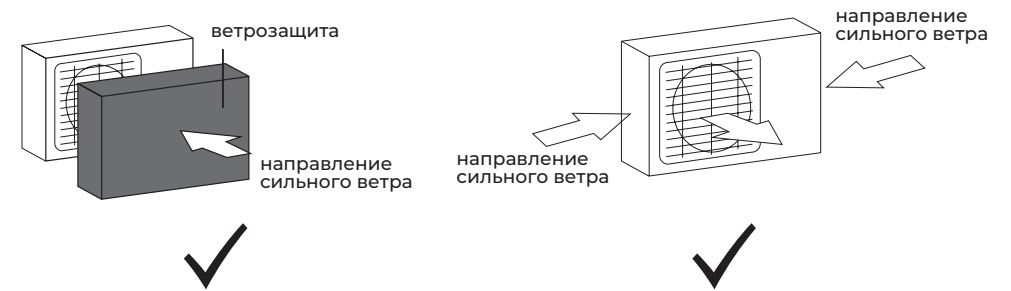 ветрозащита
направление
сильного ветра
направление
сильного ветра
направление
сильного ветра